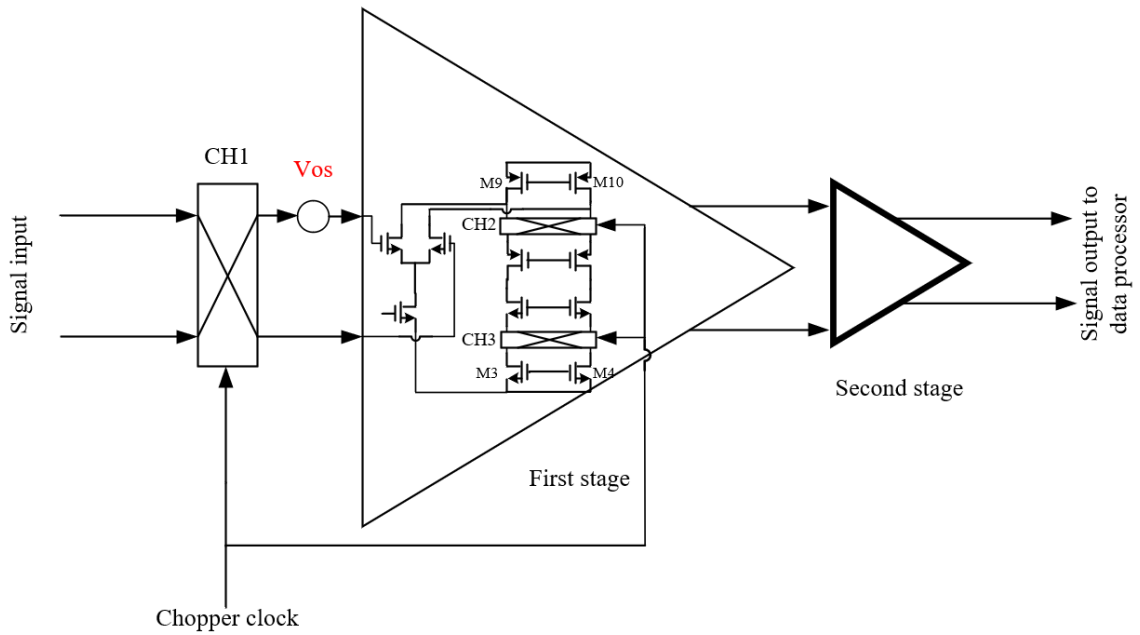 CH1
Vos
M9
M10
CH2
CH3
M3
M4
Signal input
Signal output to
data processor
Second stage
First stage
Chopper clock